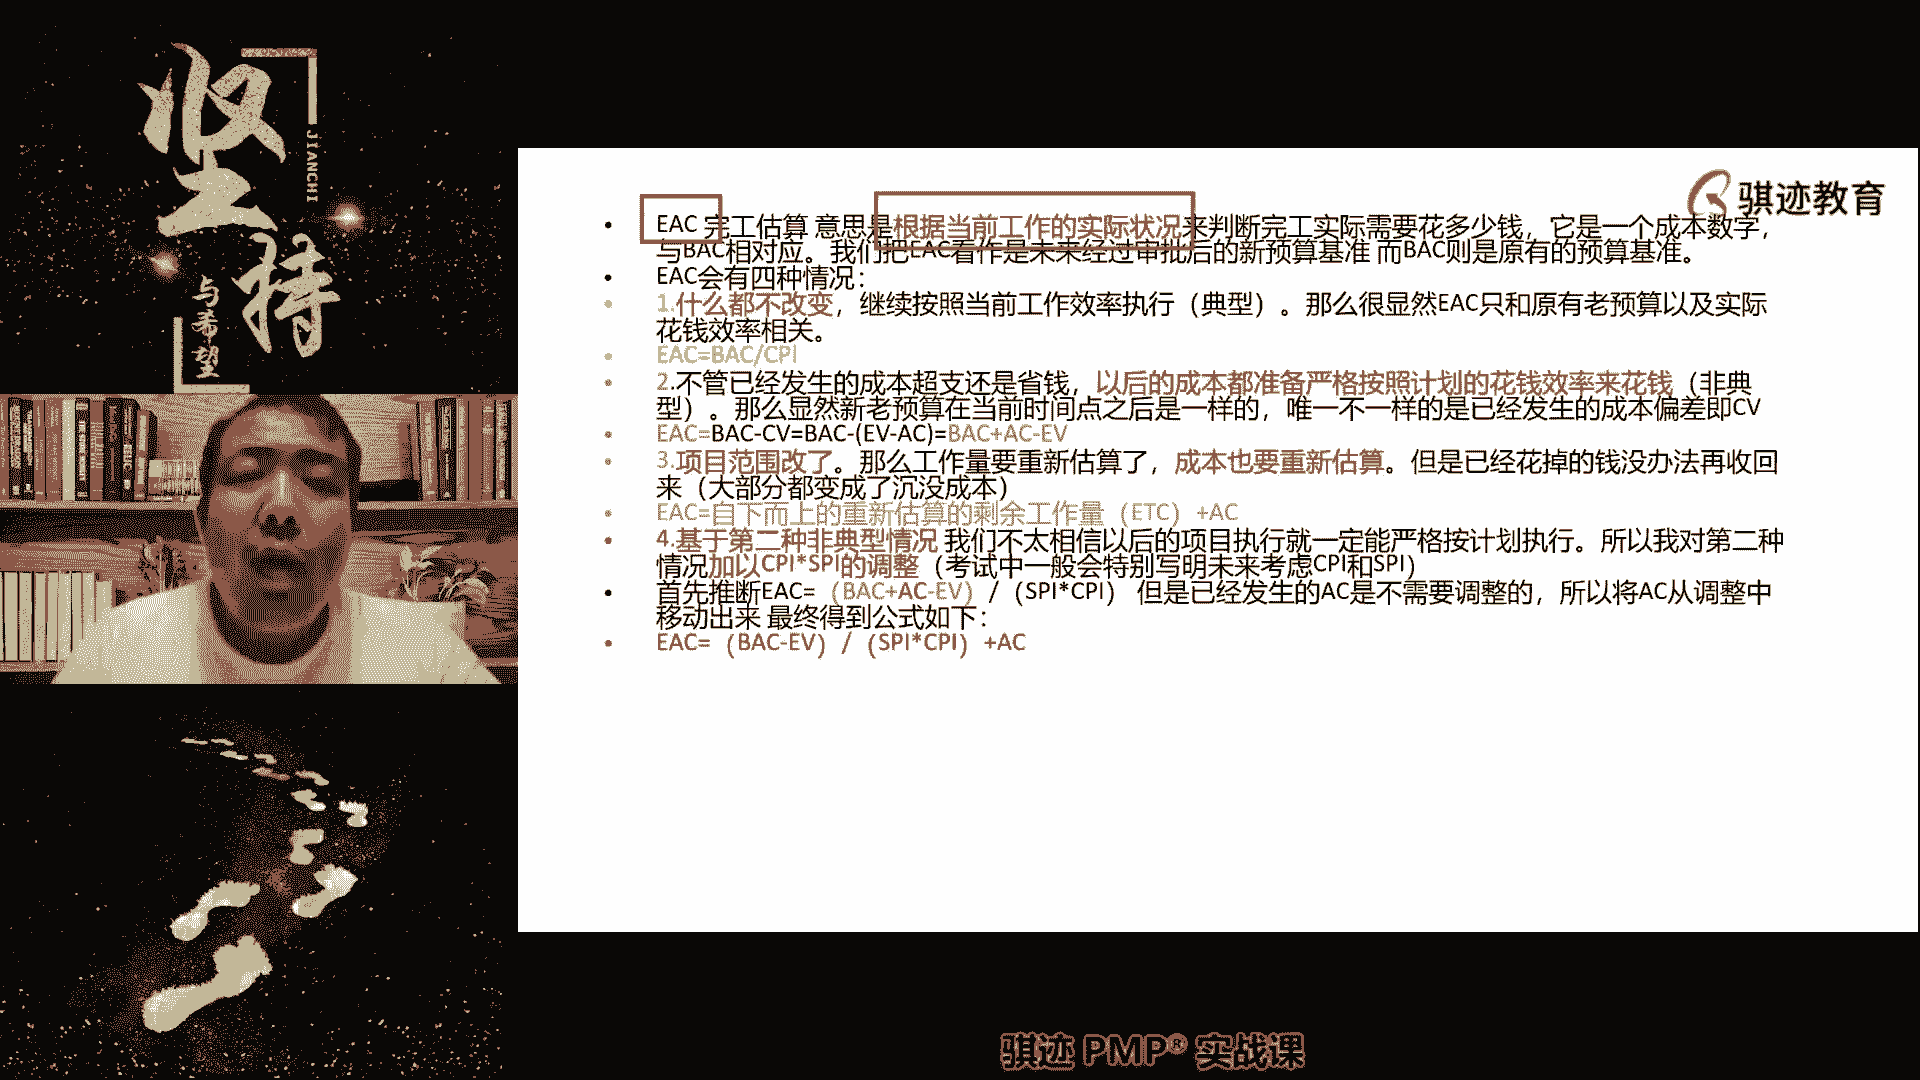 坚持
JIANCHI
与希望
骐迹教育
• EAC 完工估算 意思是根据当前工作的实际状况来判断完工实际需要花多少钱，它是一个成本数字，
与BAC相对应。我们把EAC看作是未来经过审批后的新预算基准 而BAC则是原有的预算基准。
• EAC会有四种情况：
• 1.什么都不改变，继续按照当前工作效率执行（典型）。那么很显然EAC只和原有老预算以及实际
花钱效率相关。
• EAC=BAC/CPI
• 2.不管已经发生的成本超支还是省钱，以后的成本都准备严格按照计划的花钱效率来花钱（非典
型）。那么显然新老预算在当前时间点之后是一样的，唯一不一样的是已经发生的成本偏差即CV
• EAC=BAC-CV=BAC-(EV-AC)=BAC+AC-EV
• 3.项目范围改了。那么工作量要重新估算了，成本也要重新估算。但是已经花掉的钱没办法再收回
来（大部分都变成了沉没成本）
• EAC=自下而上的重新估算的剩余工作量（ETC）+AC
• 4.基于第二种非典型情况 我们不太相信以后的项目执行就一定能严格按计划执行。所以我对第二种
情况加以CPI*SPI的调整（考试中一般会特别写明未来考虑CPI和SPI）
• 首先推断EAC=（BAC+AC-EV）/（SPI*CPI） 但是已经发生的AC是不需要调整的，所以将AC从调整中
移动出来 最终得到公式如下：
• EAC=（BAC-EV）/（SPI*CPI）+AC
骐迹 PMP® 实战课